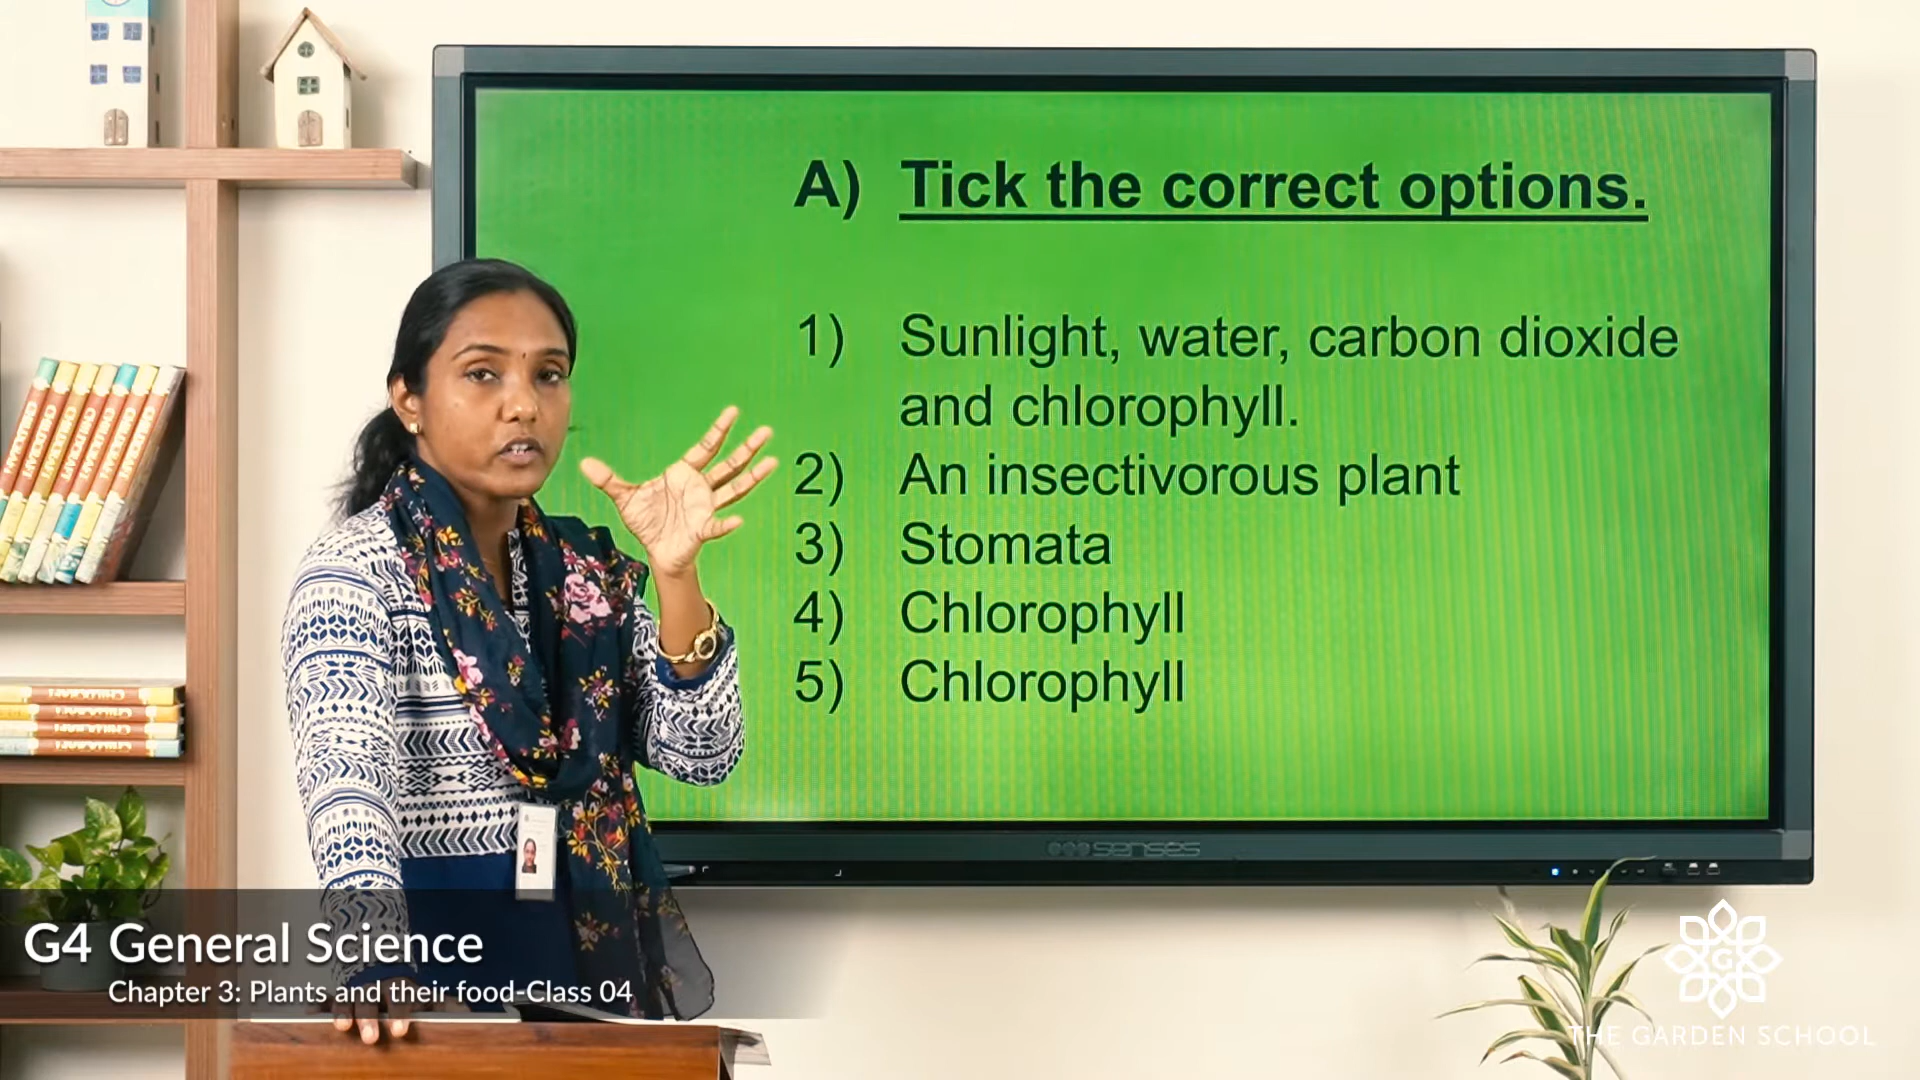 A) Tick the correct options.
1) Sunlight, water, carbon dioxide
and chlorophyll.
2) An insectivorous plant
3) Stomata
4) Chlorophyll
5) Chlorophyll
senses
G4 General Science
Chapter 3: Plants and their food-Class 04
G
THE GARDEN SCHOOL